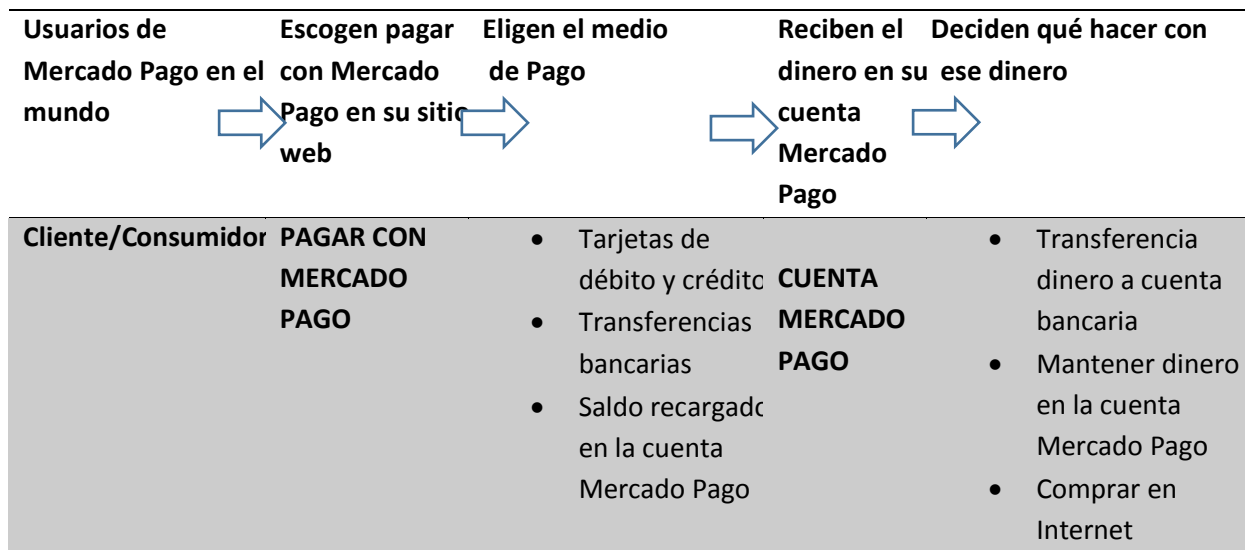 Usuarios de
Mercado Pago en el
mundo
Escogen pagar
con Mercado
Pago en su sitio
web
Eligen el medio
de Pago
Reciben el
dinero en su
cuenta
Mercado
Pago
Deciden qué hacer con
ese dinero
Cliente/Consumidor
PAGAR CON
MERCADO
PAGO
• Tarjetas de
débito y crédito
• Transferencias
bancarias
• Saldo recargado
en la cuenta
Mercado Pago
CUENTA
MERCADO
PAGO
• Transferencia
dinero a cuenta
bancaria
• Mantener dinero
en la cuenta
Mercado Pago
• Comprar en
Internet